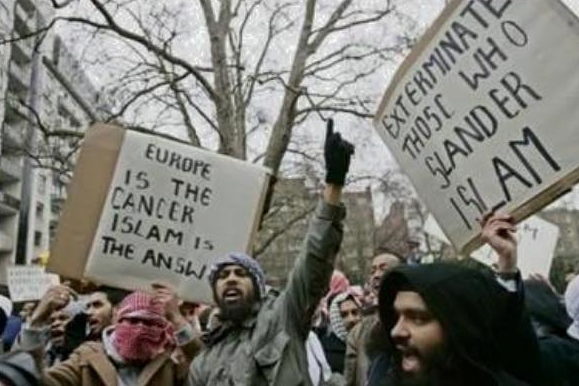 EUROPE
IS THE
CANCER
ISLAM IS
THE ANSW
EXTERMINATE
THOSE WHO
SLANDER
ISLAM